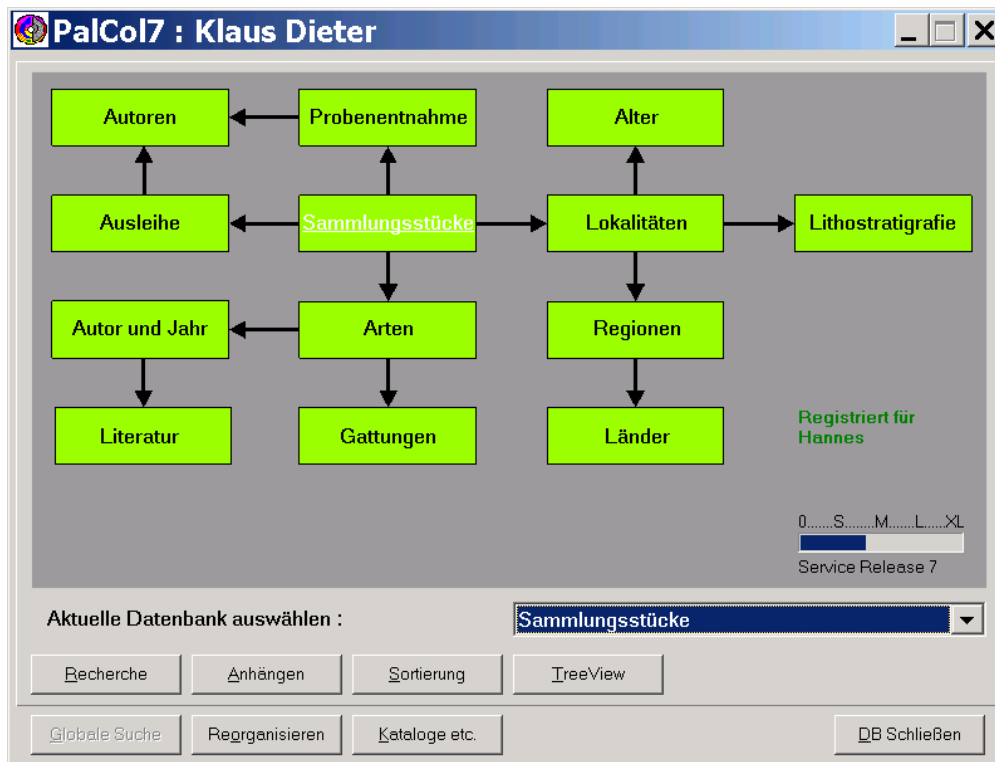 PalCol7 : Klaus Dieter
Autoren
Probenentnahme
Alter
Ausleihe
Sammlungsstücke
Lokalitäten
Lithostratigrafie
Autor und Jahr
Arten
Regionen
Literatur
Gattungen
Länder
Registriert für
Hannes
0......S.......M.......L.....XL
Service Release 7
Aktuelle Datenbank auswählen :
Sammlungsstücke
Recherche
Anhängen
Sortierung
TreeView
Globale Suche
Reorganisieren
Kataloge etc.
DB Schließen